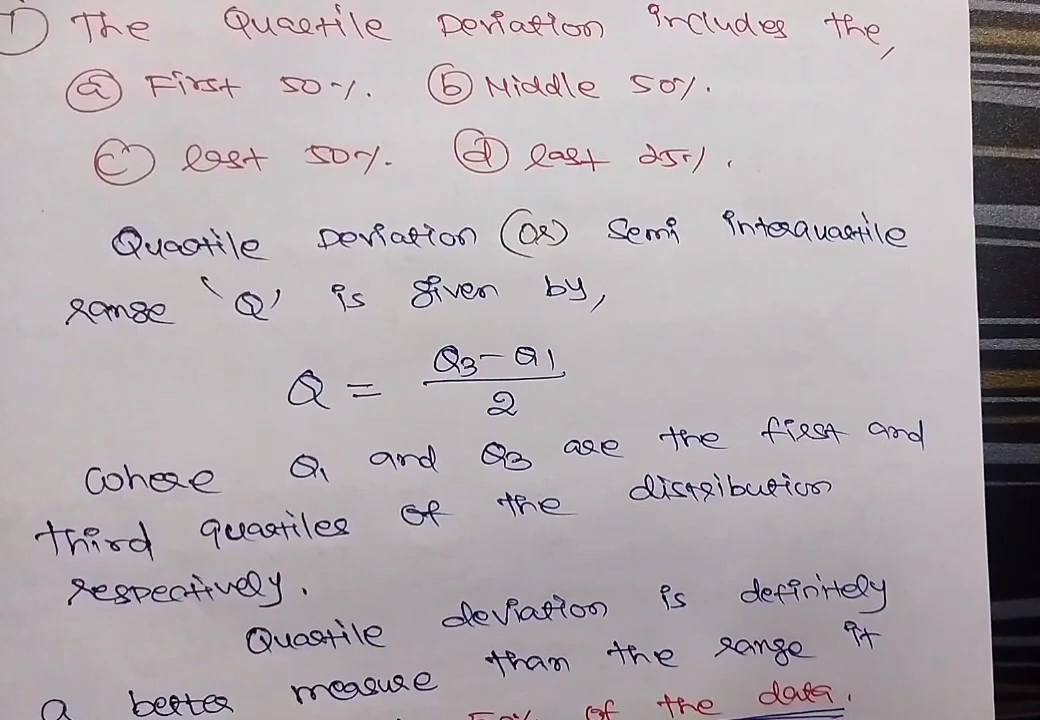 1) The Quartile Deviation includes the,
(a) First 50%. (b) Middle 50%.
(c) last 50%. (d) last 25%.
Quartile Deviation (or) Semi interquartile
range 'Q' is given by,
Q = Q3 - Q1 / 2
where Q1 and Q3 are the first and
third quartiles of the distribution
respectively.
Quartile deviation is definitely
a better measure than the range it
50% of the data.